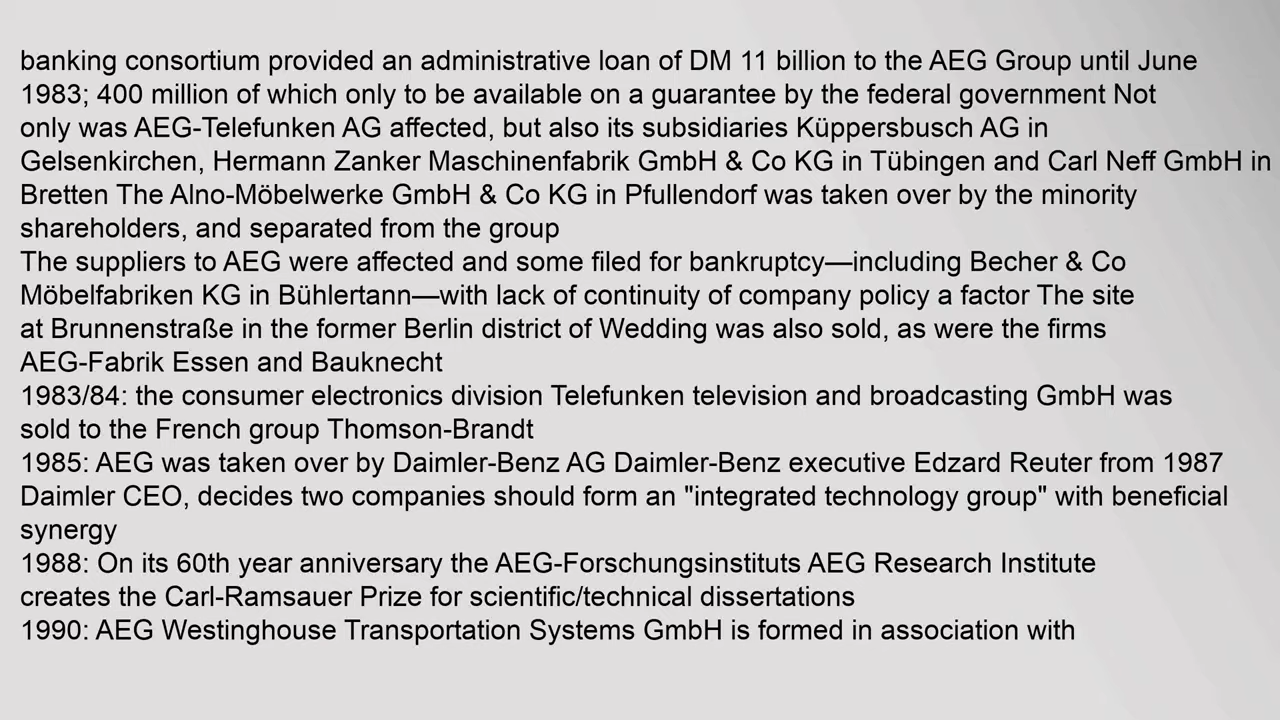 banking consortium provided an administrative loan of DM 11 billion to the AEG Group until June
1983; 400 million of which only to be available on a guarantee by the federal government Not
only was AEG-Telefunken AG affected, but also its subsidiaries Küppersbusch AG in
Gelsenkirchen, Hermann Zanker Maschinenfabrik GmbH & Co KG in Tübingen and Carl Neff GmbH in
Bretten The Alno-Möbelwerke GmbH & Co KG in Pfullendorf was taken over by the minority
shareholders, and separated from the group
The suppliers to AEG were affected and some filed for bankruptcy—including Becher & Co
Möbelfabriken KG in Bühlertann—with lack of continuity of company policy a factor The site
at Brunnenstraße in the former Berlin district of Wedding was also sold, as were the firms
AEG-Fabrik Essen and Bauknecht
1983/84: the consumer electronics division Telefunken television and broadcasting GmbH was
sold to the French group Thomson-Brandt
1985: AEG was taken over by Daimler-Benz AG Daimler-Benz executive Edzard Reuter from 1987
Daimler CEO, decides two companies should form an "integrated technology group" with beneficial
synergy
1988: On its 60th year anniversary the AEG-Forschungsinstituts AEG Research Institute
creates the Carl-Ramsauer Prize for scientific/technical dissertations
1990: AEG Westinghouse Transportation Systems GmbH is formed in association with